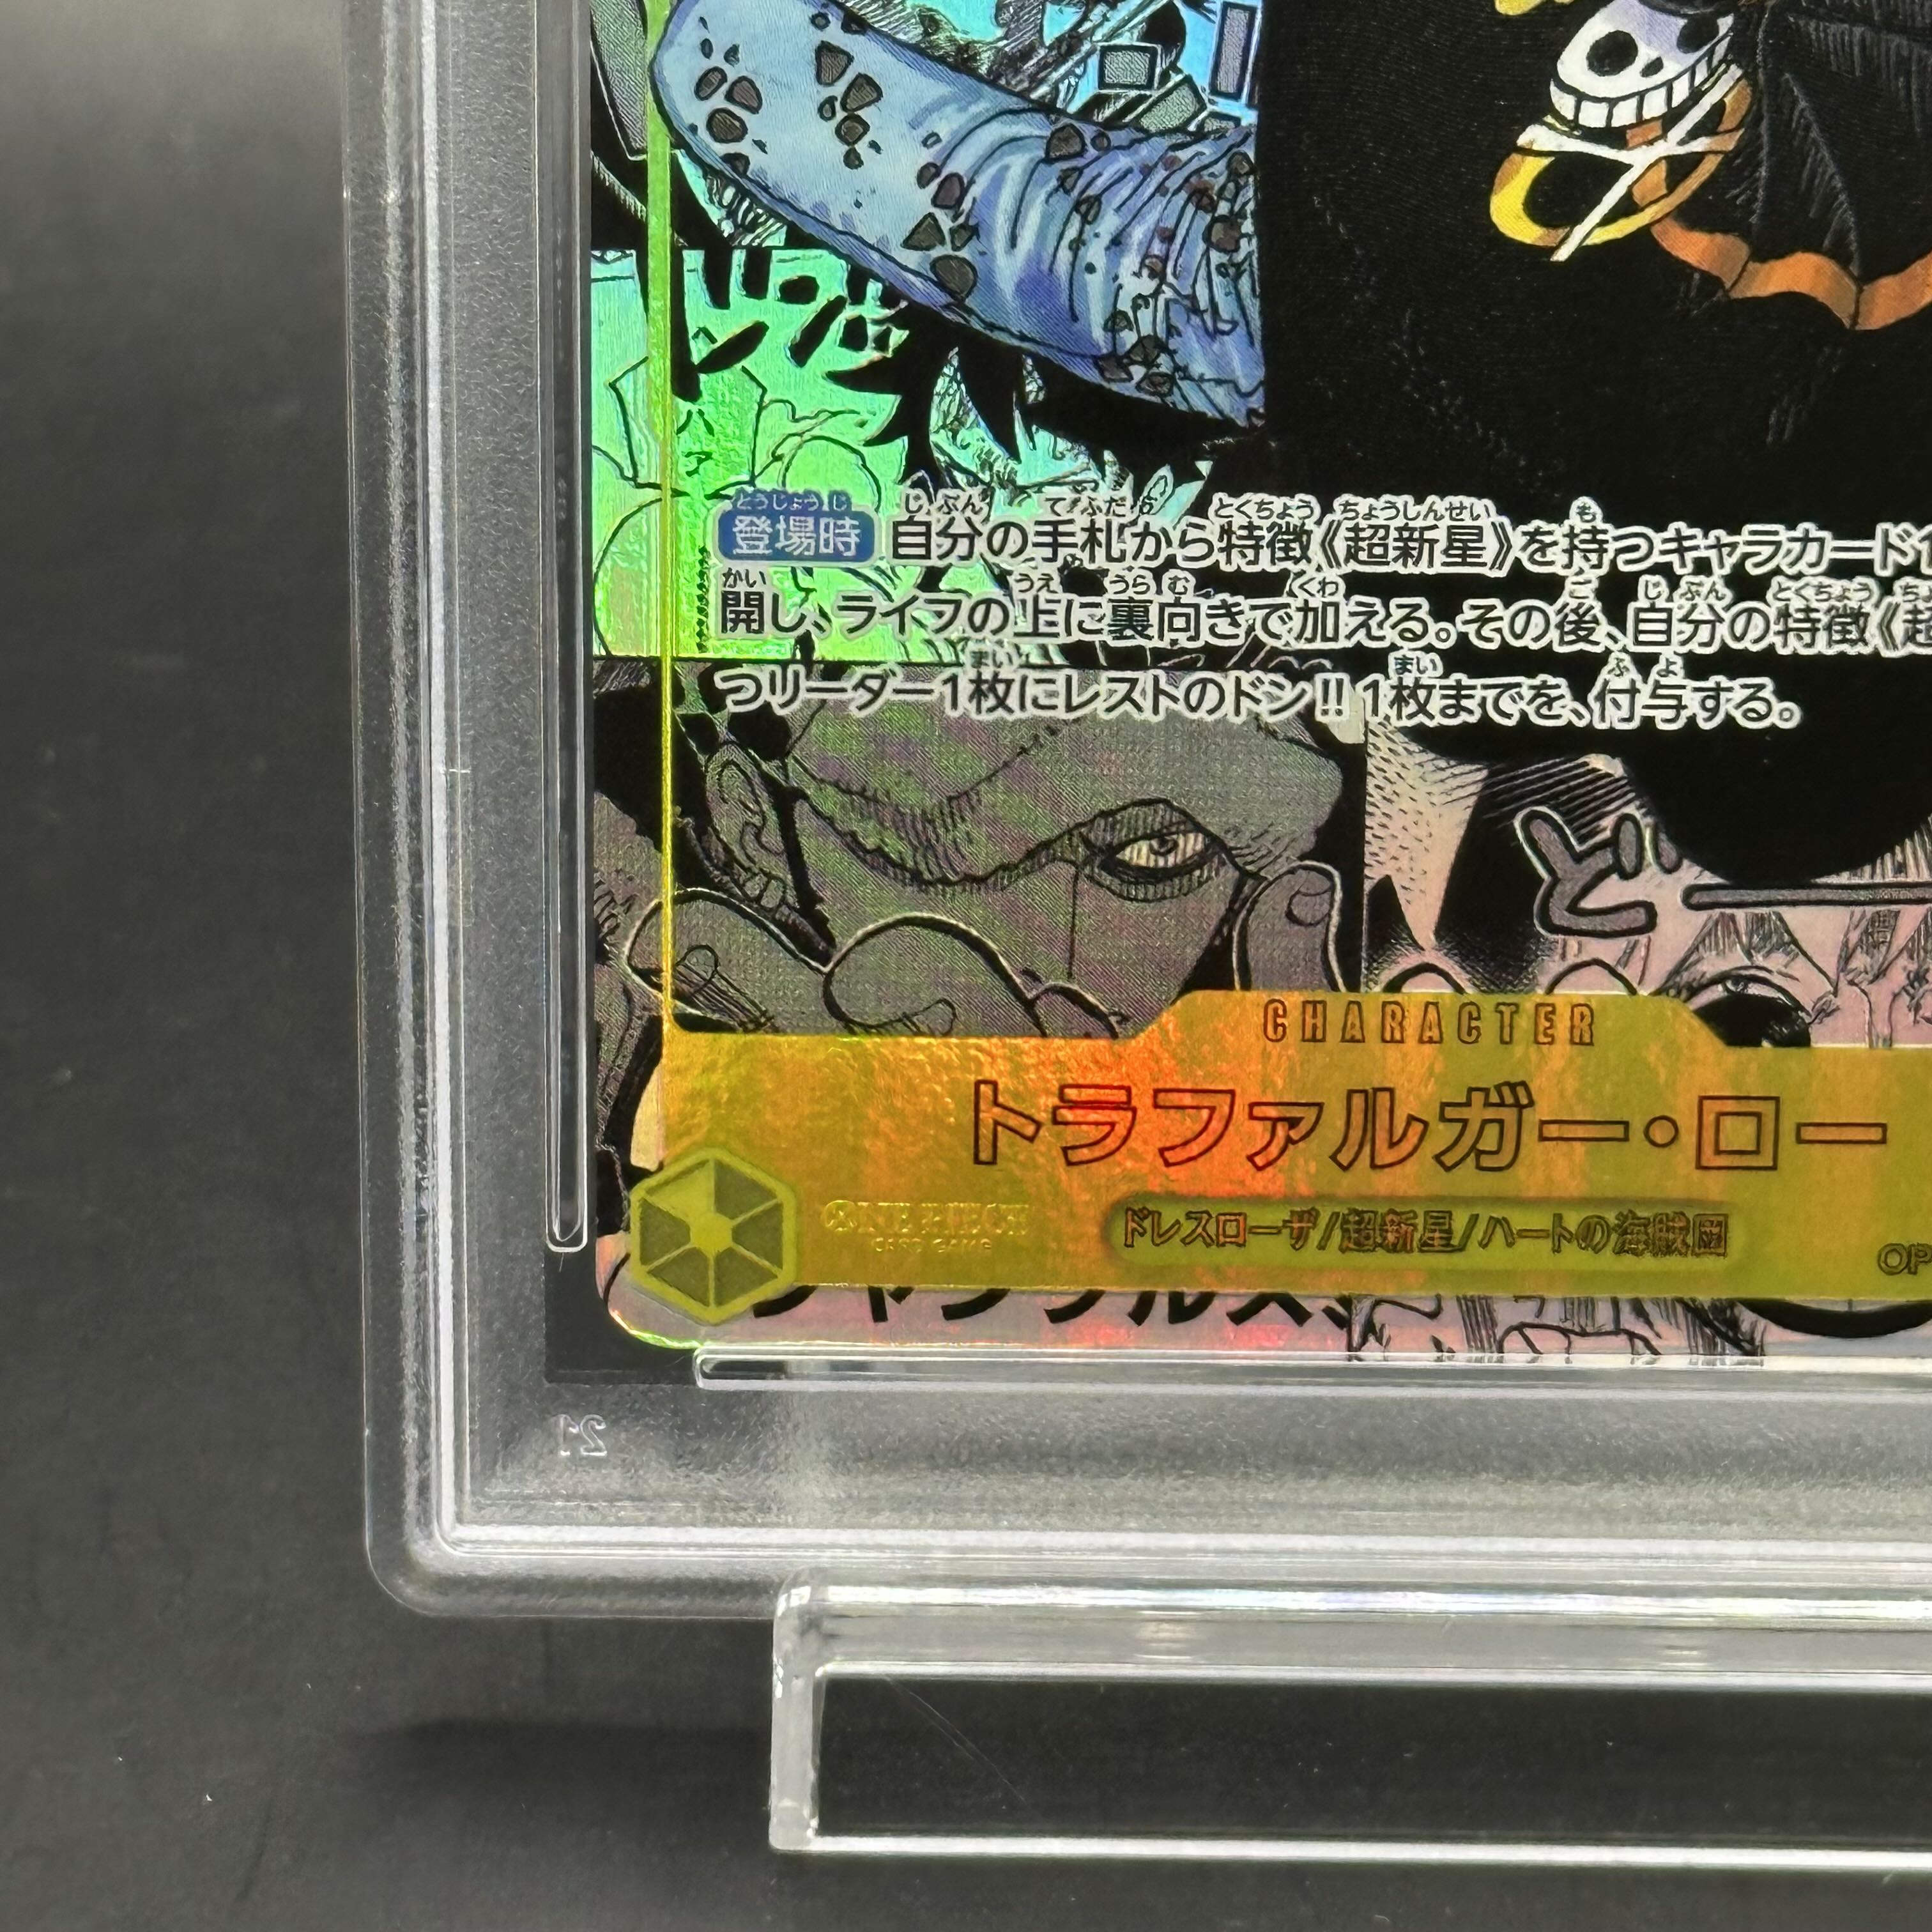 ハア
登場時 自分の手札から特徴《超新星》を持つキャラカード1
開し、ライフの上に裏向きで加える。その後、自分の特徴《超
つリーダー1枚にレストのドン!!1枚までを、付与する。
ど
CHARACTER
トラファルガー・ロー
ONE PIECE
CARD GAME
ドレスローザ/超新星/ハートの海賊団
OP
21